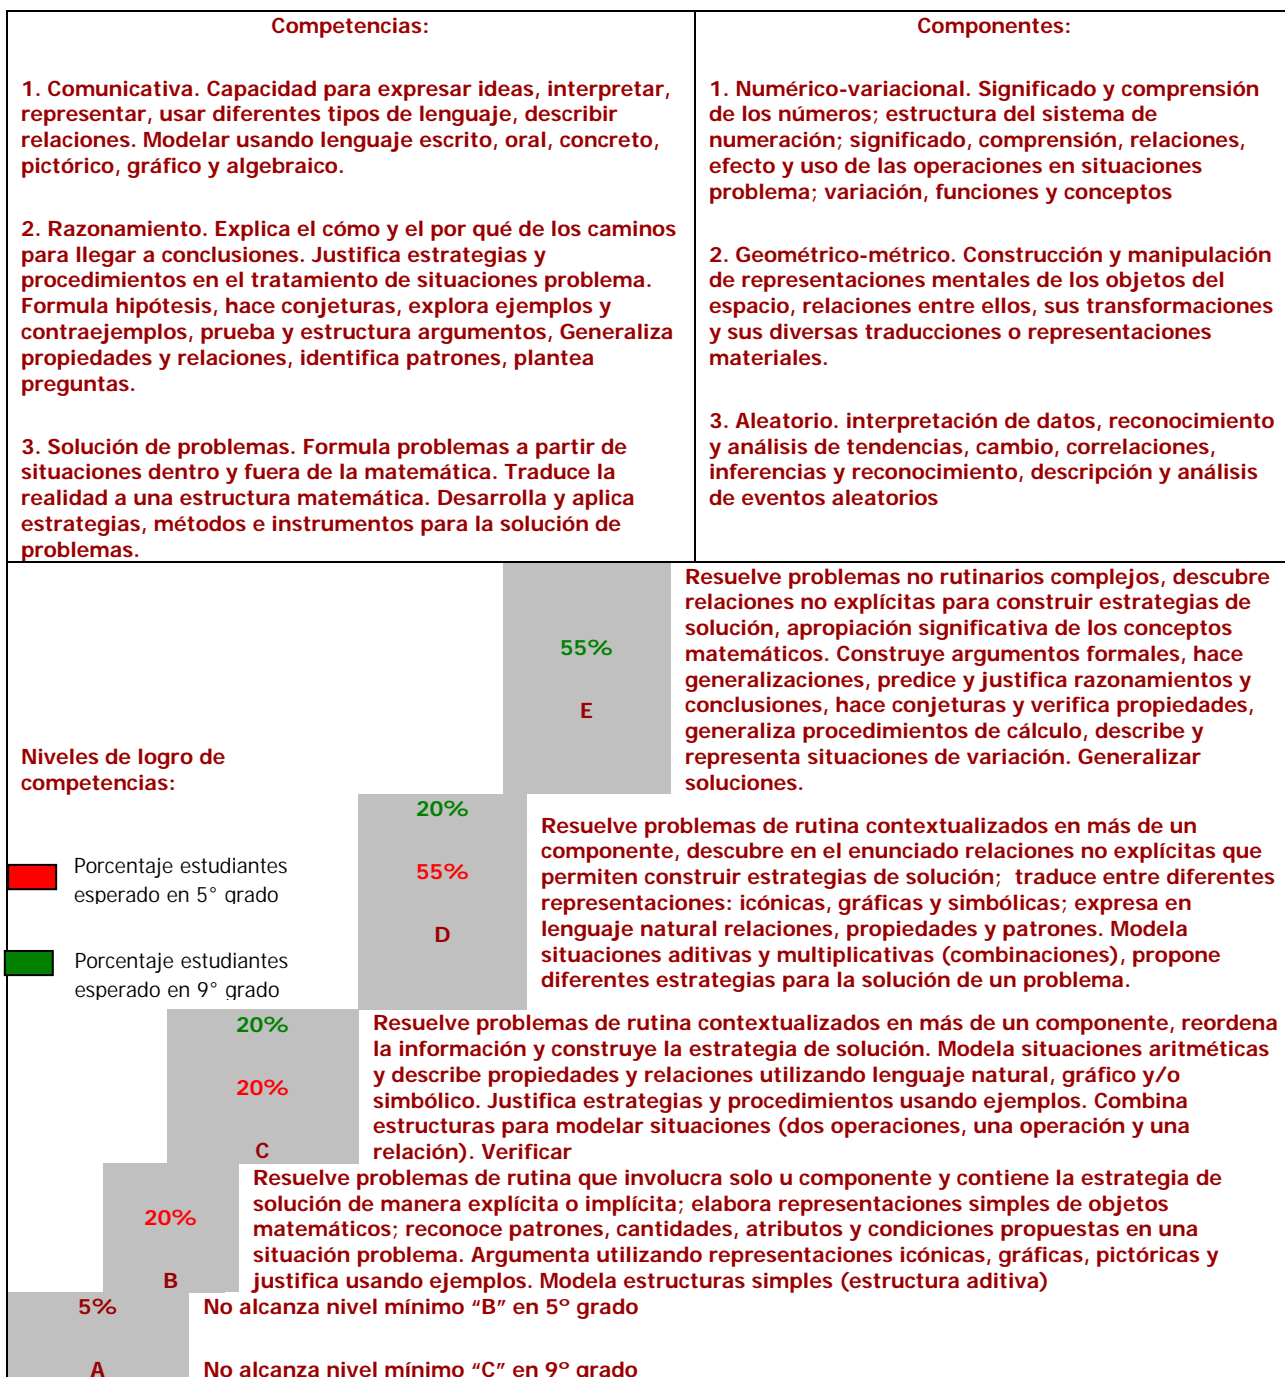 Competencias:
1. Comunicativa. Capacidad para expresar ideas, interpretar,
representar, usar diferentes tipos de lenguaje, describir
relaciones. Modelar usando lenguaje escrito, oral, concreto,
pictórico, gráfico y algebraico.
2. Razonamiento. Explica el cómo y el por qué de los caminos
para llegar a conclusiones. Justifica estrategias y
procedimientos en el tratamiento de situaciones problema.
Formula hipótesis, hace conjeturas, explora ejemplos y
contraejemplos, prueba y estructura argumentos, Generaliza
propiedades y relaciones, identifica patrones, plantea
preguntas.
3. Solución de problemas. Formula problemas a partir de
situaciones dentro y fuera de la matemática. Traduce la
realidad a una estructura matemática. Desarrolla y aplica
estrategias, métodos e instrumentos para la solución de
problemas.
Componentes:
1. Numérico-variacional. Significado y comprensión
de los números; estructura del sistema de
numeración; significado, comprensión, relaciones,
efecto y uso de las operaciones en situaciones
problema; variación, funciones y conceptos
2. Geométrico-métrico. Construcción y manipulación
de representaciones mentales de los objetos del
espacio, relaciones entre ellos, sus transformaciones
y sus diversas traducciones o representaciones
materiales.
3. Aleatorio. interpretación de datos, reconocimiento
y análisis de tendencias, cambio, correlaciones,
inferencias y reconocimiento, descripción y análisis
de eventos aleatorios
Niveles de logro de
competencias:
Porcentaje estudiantes
esperado en 5° grado
Porcentaje estudiantes
esperado en 9° grado
55%
E
Resuelve problemas no rutinarios complejos, descubre
relaciones no explícitas para construir estrategias de
solución, apropiación significativa de los conceptos
matemáticos. Construye argumentos formales, hace
generalizaciones, predice y justifica razonamientos y
conclusiones, hace conjeturas y verifica propiedades,
generaliza procedimientos de cálculo, describe y
representa situaciones de variación. Generalizar
soluciones.
20%
55%
D
Resuelve problemas de rutina contextualizados en más de un
componente, descubre en el enunciado relaciones no explícitas que
permiten construir estrategias de solución; traduce entre diferentes
representaciones: icónicas, gráficas y simbólicas; expresa en
lenguaje natural relaciones, propiedades y patrones. Modela
situaciones aditivas y multiplicativas (combinaciones), propone
diferentes estrategias para la solución de un problema.
20%
20%
C
Resuelve problemas de rutina contextualizados en más de un componente, reordena
la información y construye la estrategia de solución. Modela situaciones aritméticas
y describe propiedades y relaciones utilizando lenguaje natural, gráfico y/o
simbólico. Justifica estrategias y procedimientos usando ejemplos. Combina
estructuras para modelar situaciones (dos operaciones, una operación y una
relación). Verificar
20%
B
Resuelve problemas de rutina que involucra solo u componente y contiene la estrategia de
solución de manera explícita o implícita; elabora representaciones simples de objetos
matemáticos; reconoce patrones, cantidades, atributos y condiciones propuestas en una
situación problema. Argumenta utilizando representaciones icónicas, gráficas, pictóricas y
justifica usando ejemplos. Modela estructuras simples (estructura aditiva)
5%
A
No alcanza nivel mínimo “B” en 5º grado
No alcanza nivel mínimo “C” en 9º grado